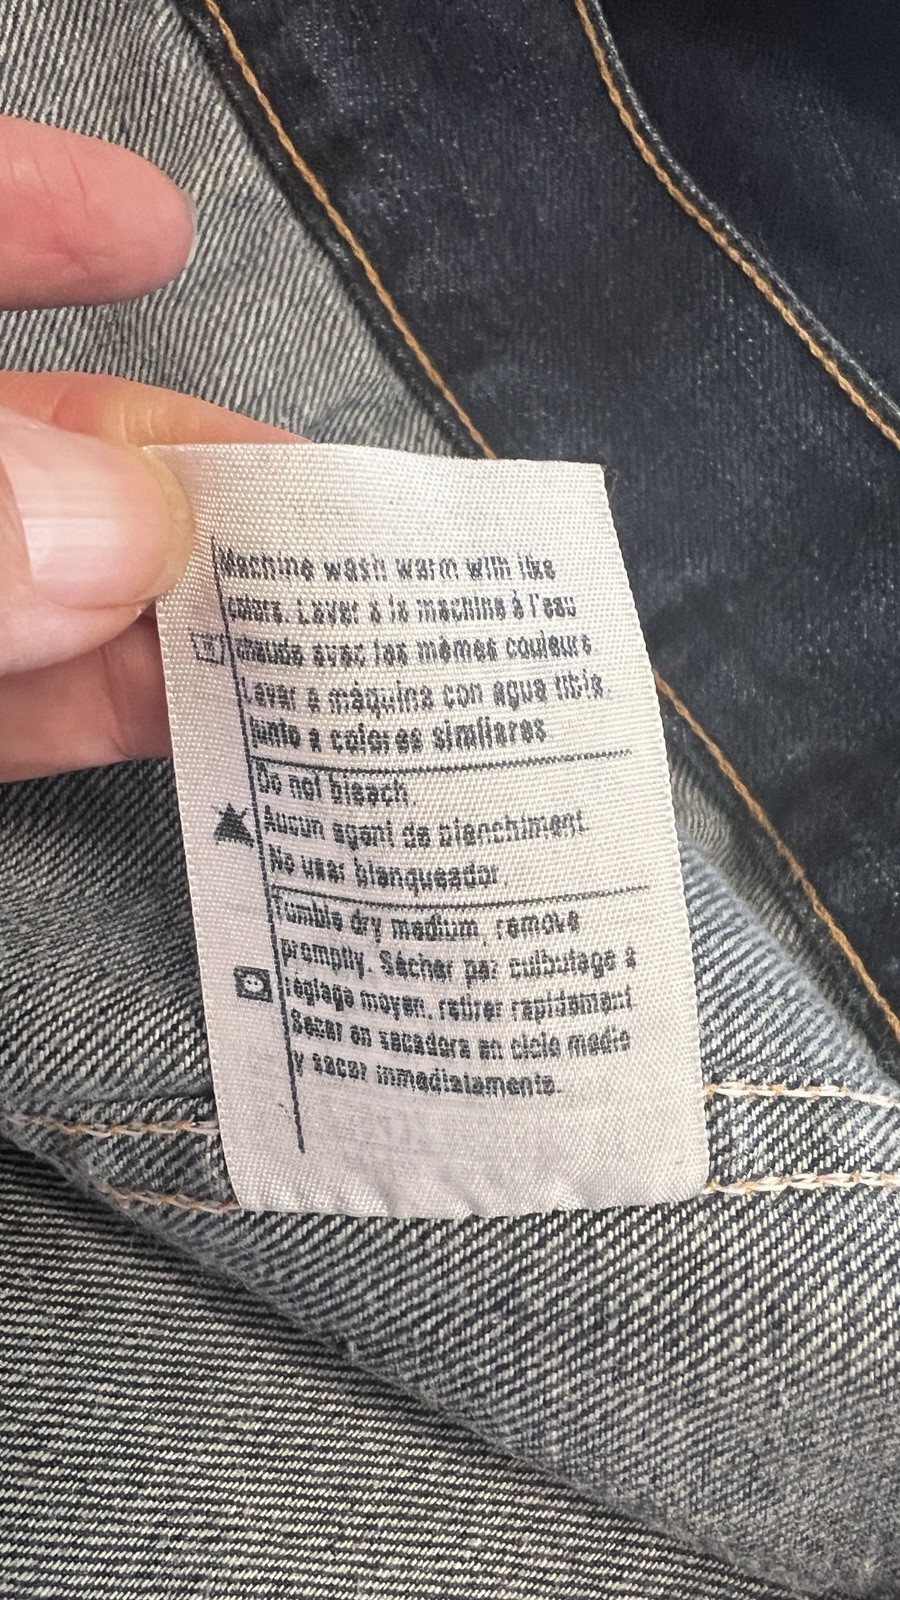 Machine wash warm with like
colors. Laver à la machine à l'eau
chaude avec les mêmes couleurs
Lavar a máquina con agua tibia.
junto a colores similares
Do not bleach.
Aucun agent de blanchiment.
No usar blanqueador.
Tumble dry medium, remove
promptly. Sécher par culbutage à
réglage moyen. retirer rapidement
Secar en secadora en ciclo medio
y sacar inmediatamente.